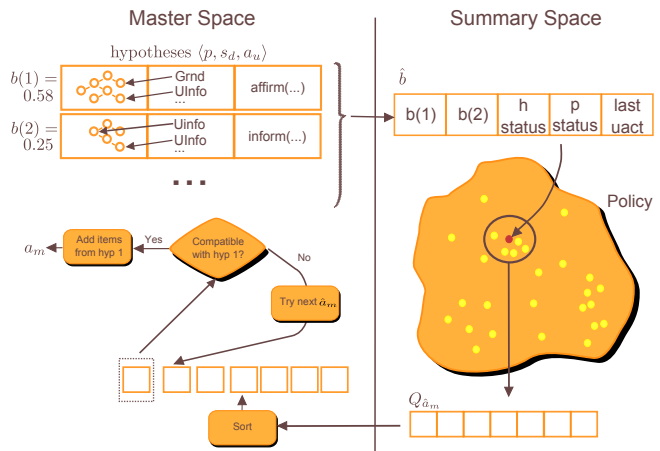 Master Space
Summary Space
hypotheses ⟨p, s_d, a_u⟩
b(1) =
0.58
Grnd
UInfo
...
affirm(...)
b(2) =
0.25
Uinfo
UInfo
...
inform(...)
...
b̂
b(1)
b(2)
h
status
p
status
last
uact
Policy
a_m
Add items
from hyp 1
Yes
Compatible
with hyp 1?
No
Try next â_m
Sort
Q_â_m